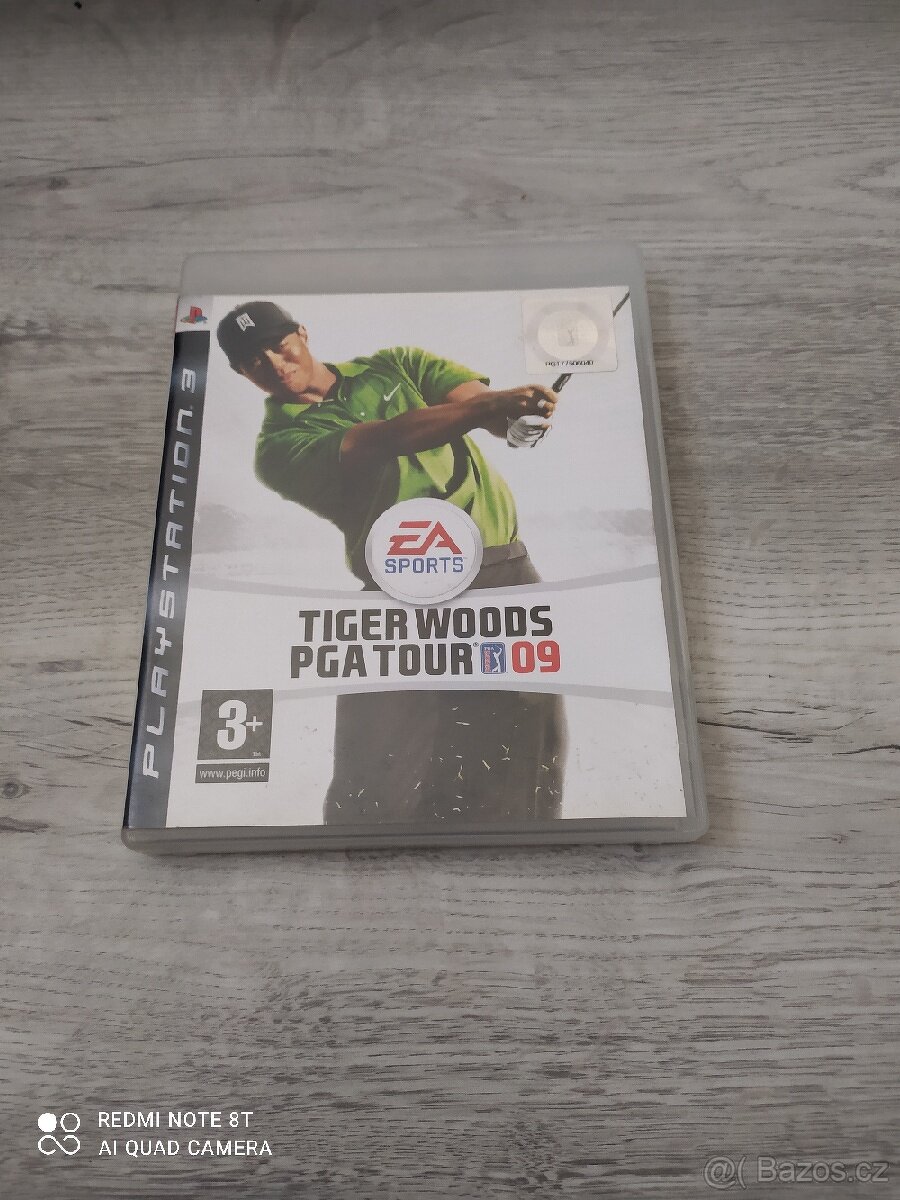 PLAYSTATION 3
EA
SPORTS
TIGER WOODS
PGA TOUR® 09
3+
www.pegi.info
REDMI NOTE 8T
AI QUAD CAMERA
@( Bazos.cz